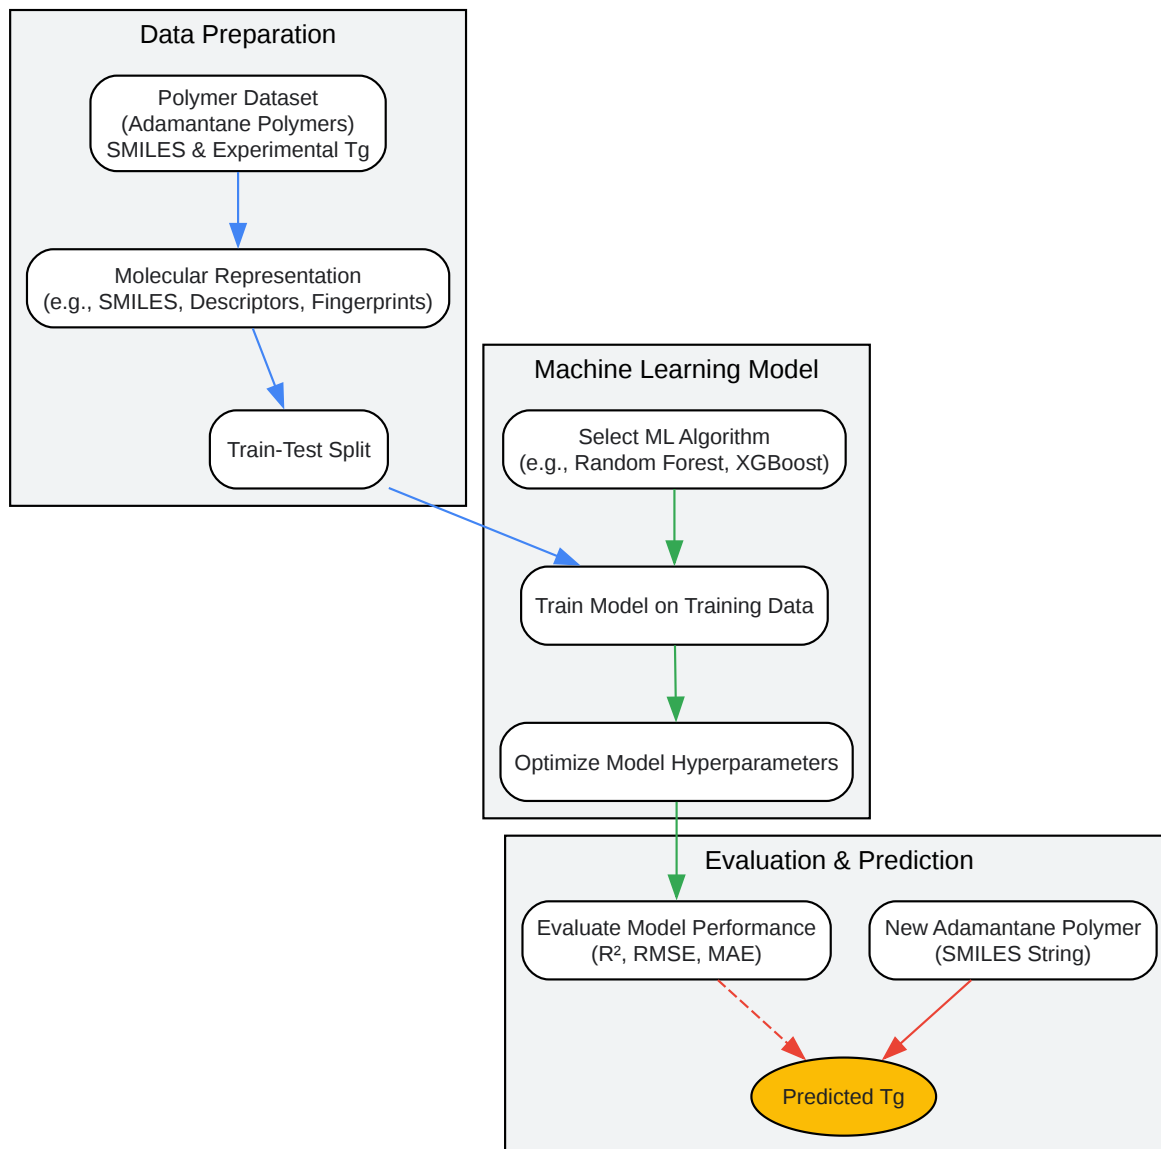 Data Preparation
Polymer Dataset
(Adamantane Polymers)
SMILES & Experimental Tg
Molecular Representation
(e.g., SMILES, Descriptors, Fingerprints)
Train-Test Split
Machine Learning Model
Select ML Algorithm
(e.g., Random Forest, XGBoost)
Train Model on Training Data
Optimize Model Hyperparameters
Evaluation & Prediction
Evaluate Model Performance
(R², RMSE, MAE)
New Adamantane Polymer
(SMILES String)
Predicted Tg